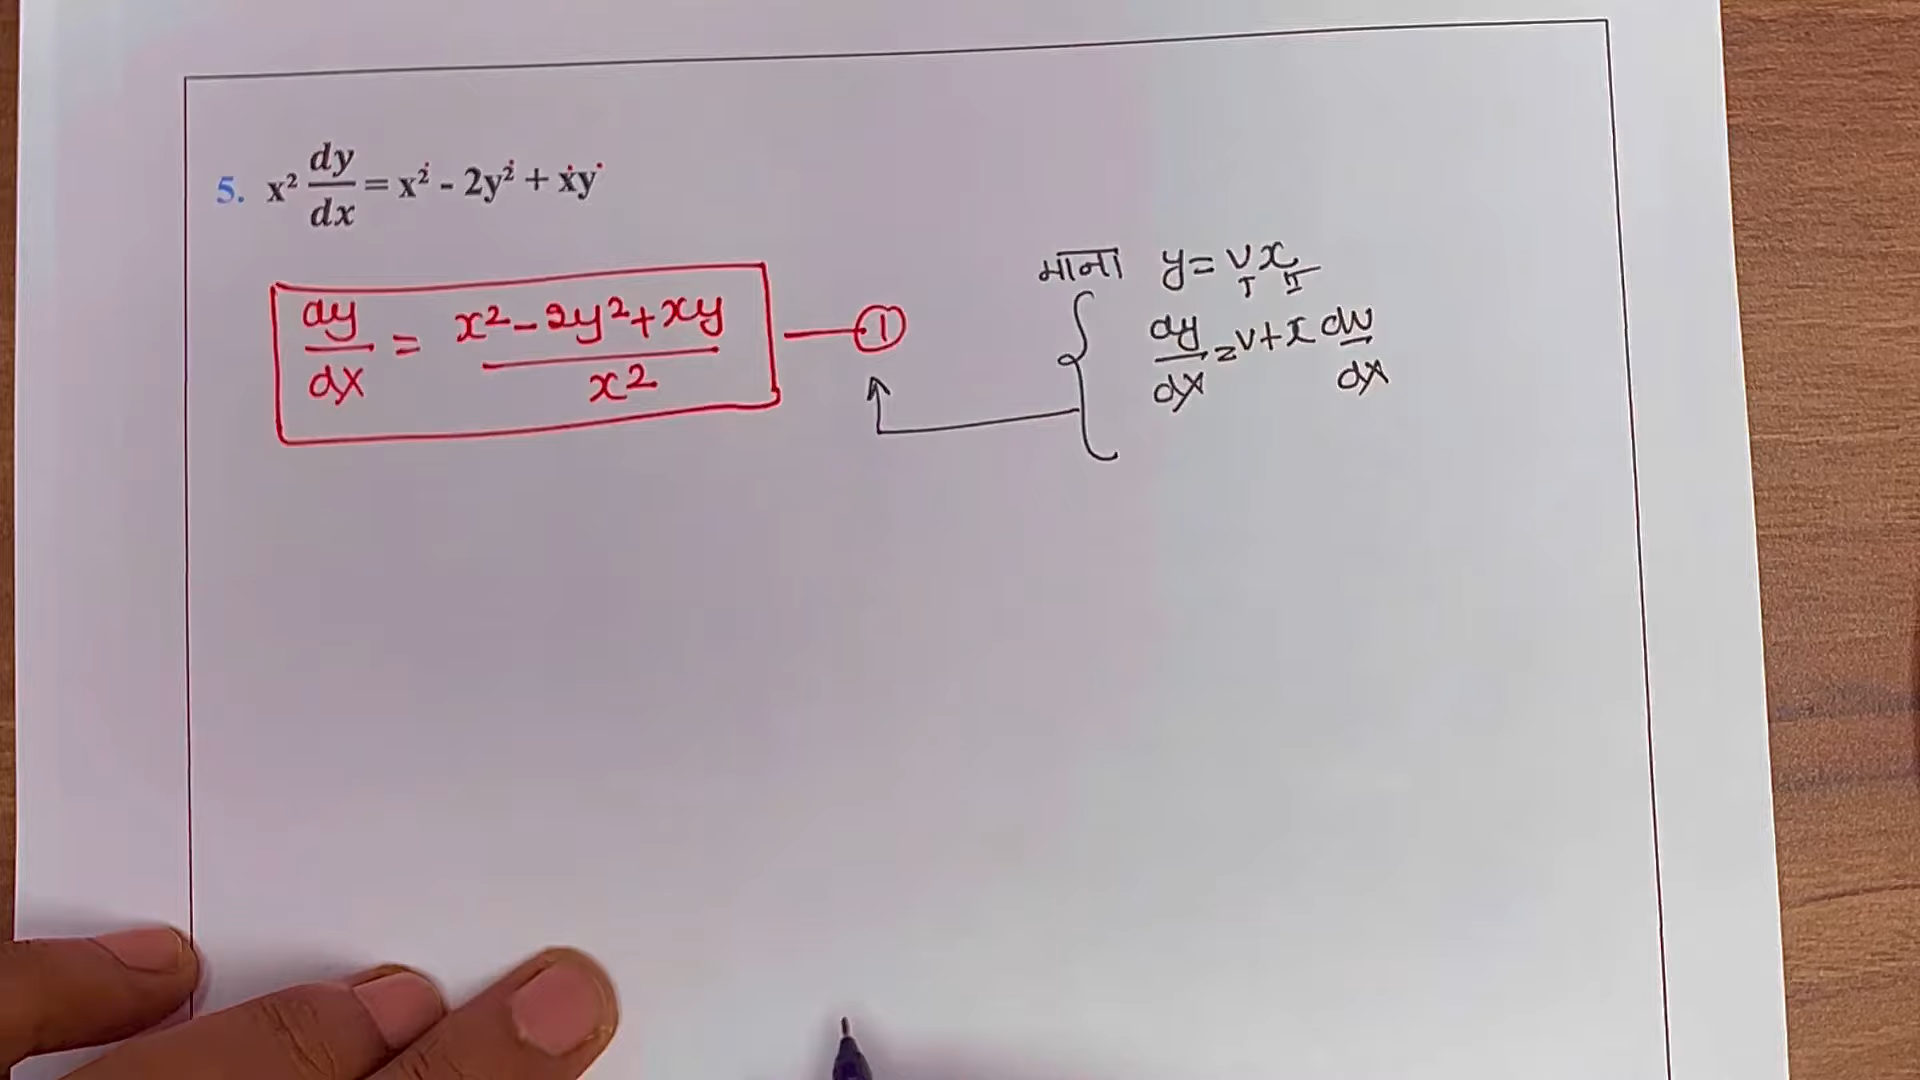 5. x² dy/dx = x² - 2y² + xy
dy/dx = x²-2y²+xy/x² — ①
माना y = vx
I II
dy/dx = v+x dv/dx